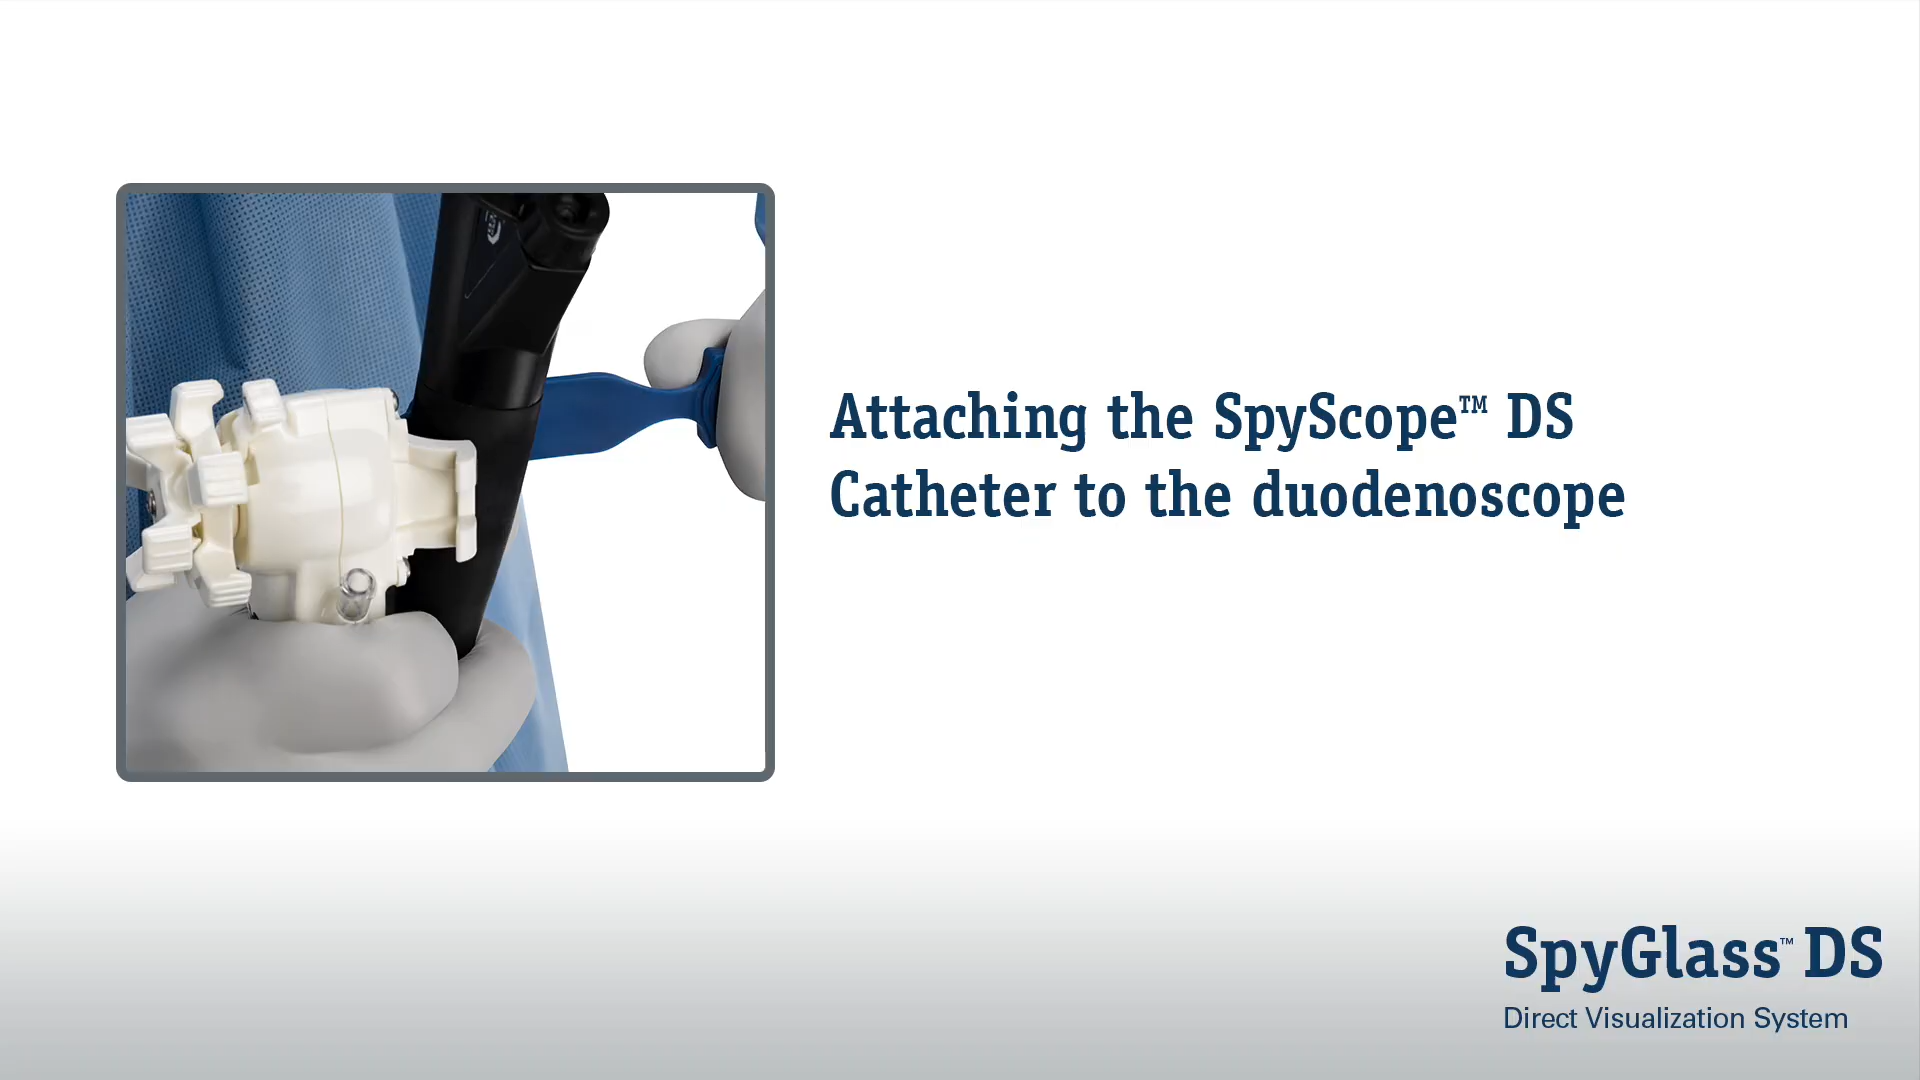 Attaching the SpyScope™ DS
Catheter to the duodenoscope
SpyGlass™ DS
Direct Visualization System